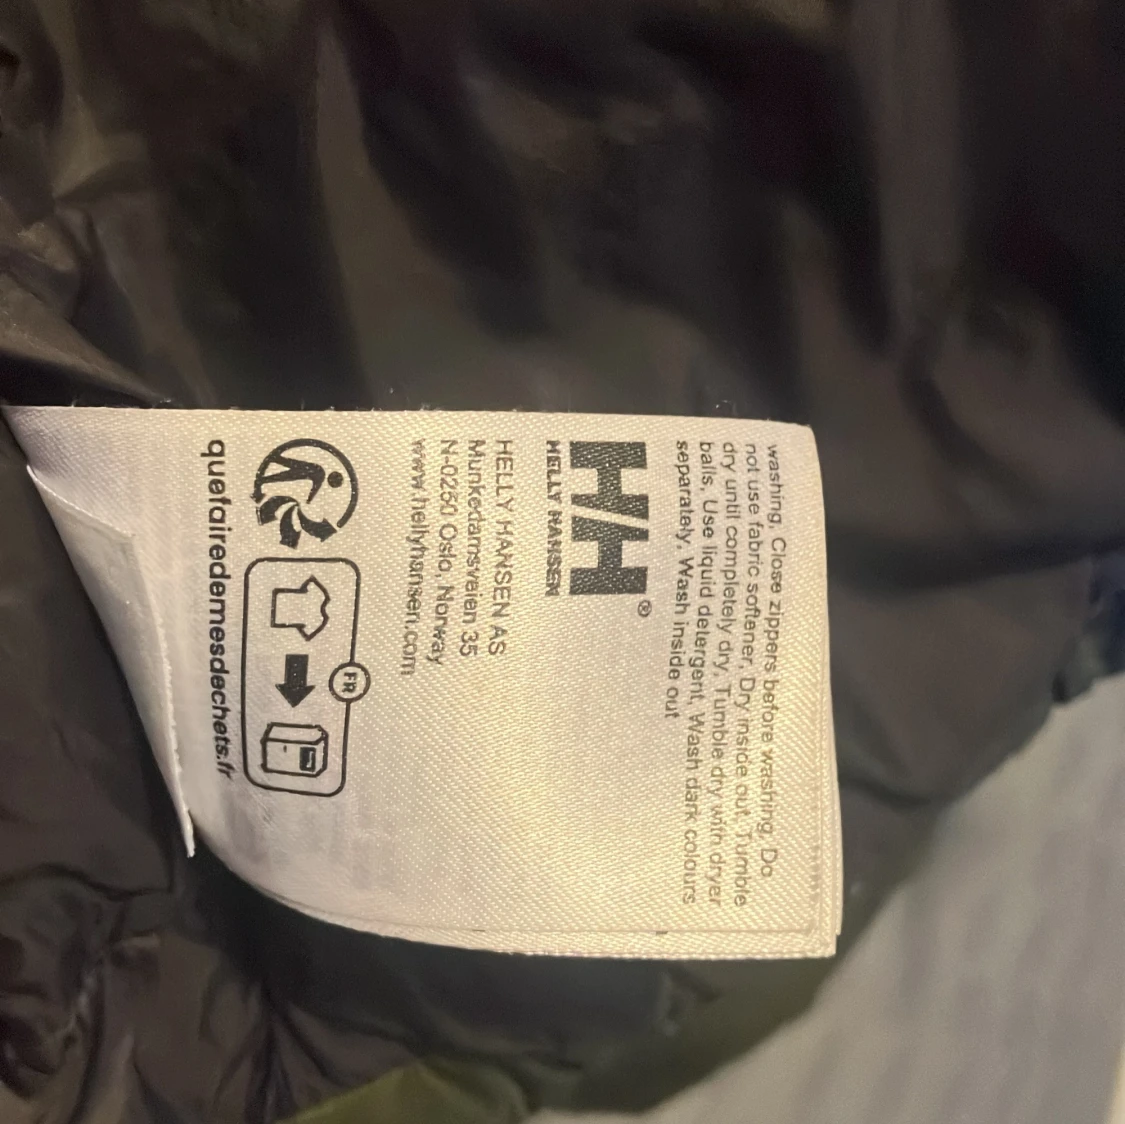 washing, Close zippers before washing, Do
not use fabric softener, Dry inside out, Tumble
dry until completely dry, Tumble dry with dryer
balls, Use liquid detergent, Wash dark colours
separately, Wash inside out
HH®
HELLY HANSEN
HELLY HANSEN AS
Munkedamsveien 35
N-0250 Oslo, Norway
www.hellyhansen.com
FR
quefairedemesdechets.fr